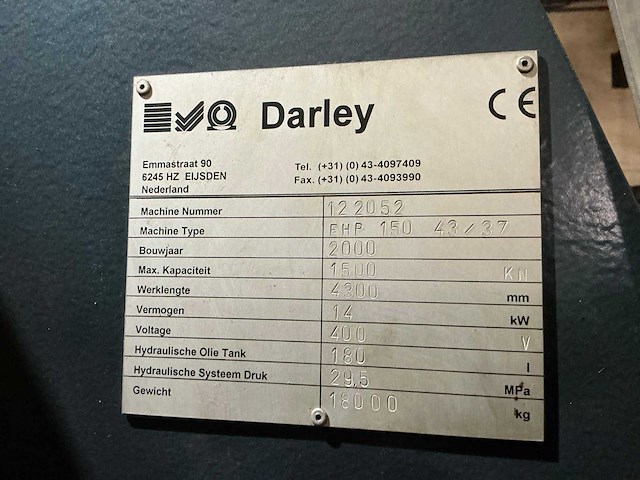 Darley CE
Emmastraat 90
6245 HZ EIJSDEN
Nederland
Tel. (+31) (0) 43-4097409
Fax. (+31) (0) 43-4093990
Machine Nummer 122052
Machine Type EHP 150 43/37
Bouwjaar 2000
Max. Kapaciteit 1500 KN
Werklengte 4300 mm
Vermogen 14 kW
Voltage 400 V
Hydraulische Olie Tank 180 l
Hydraulische Systeem Druk 29,5 MPa
Gewicht 18000 kg